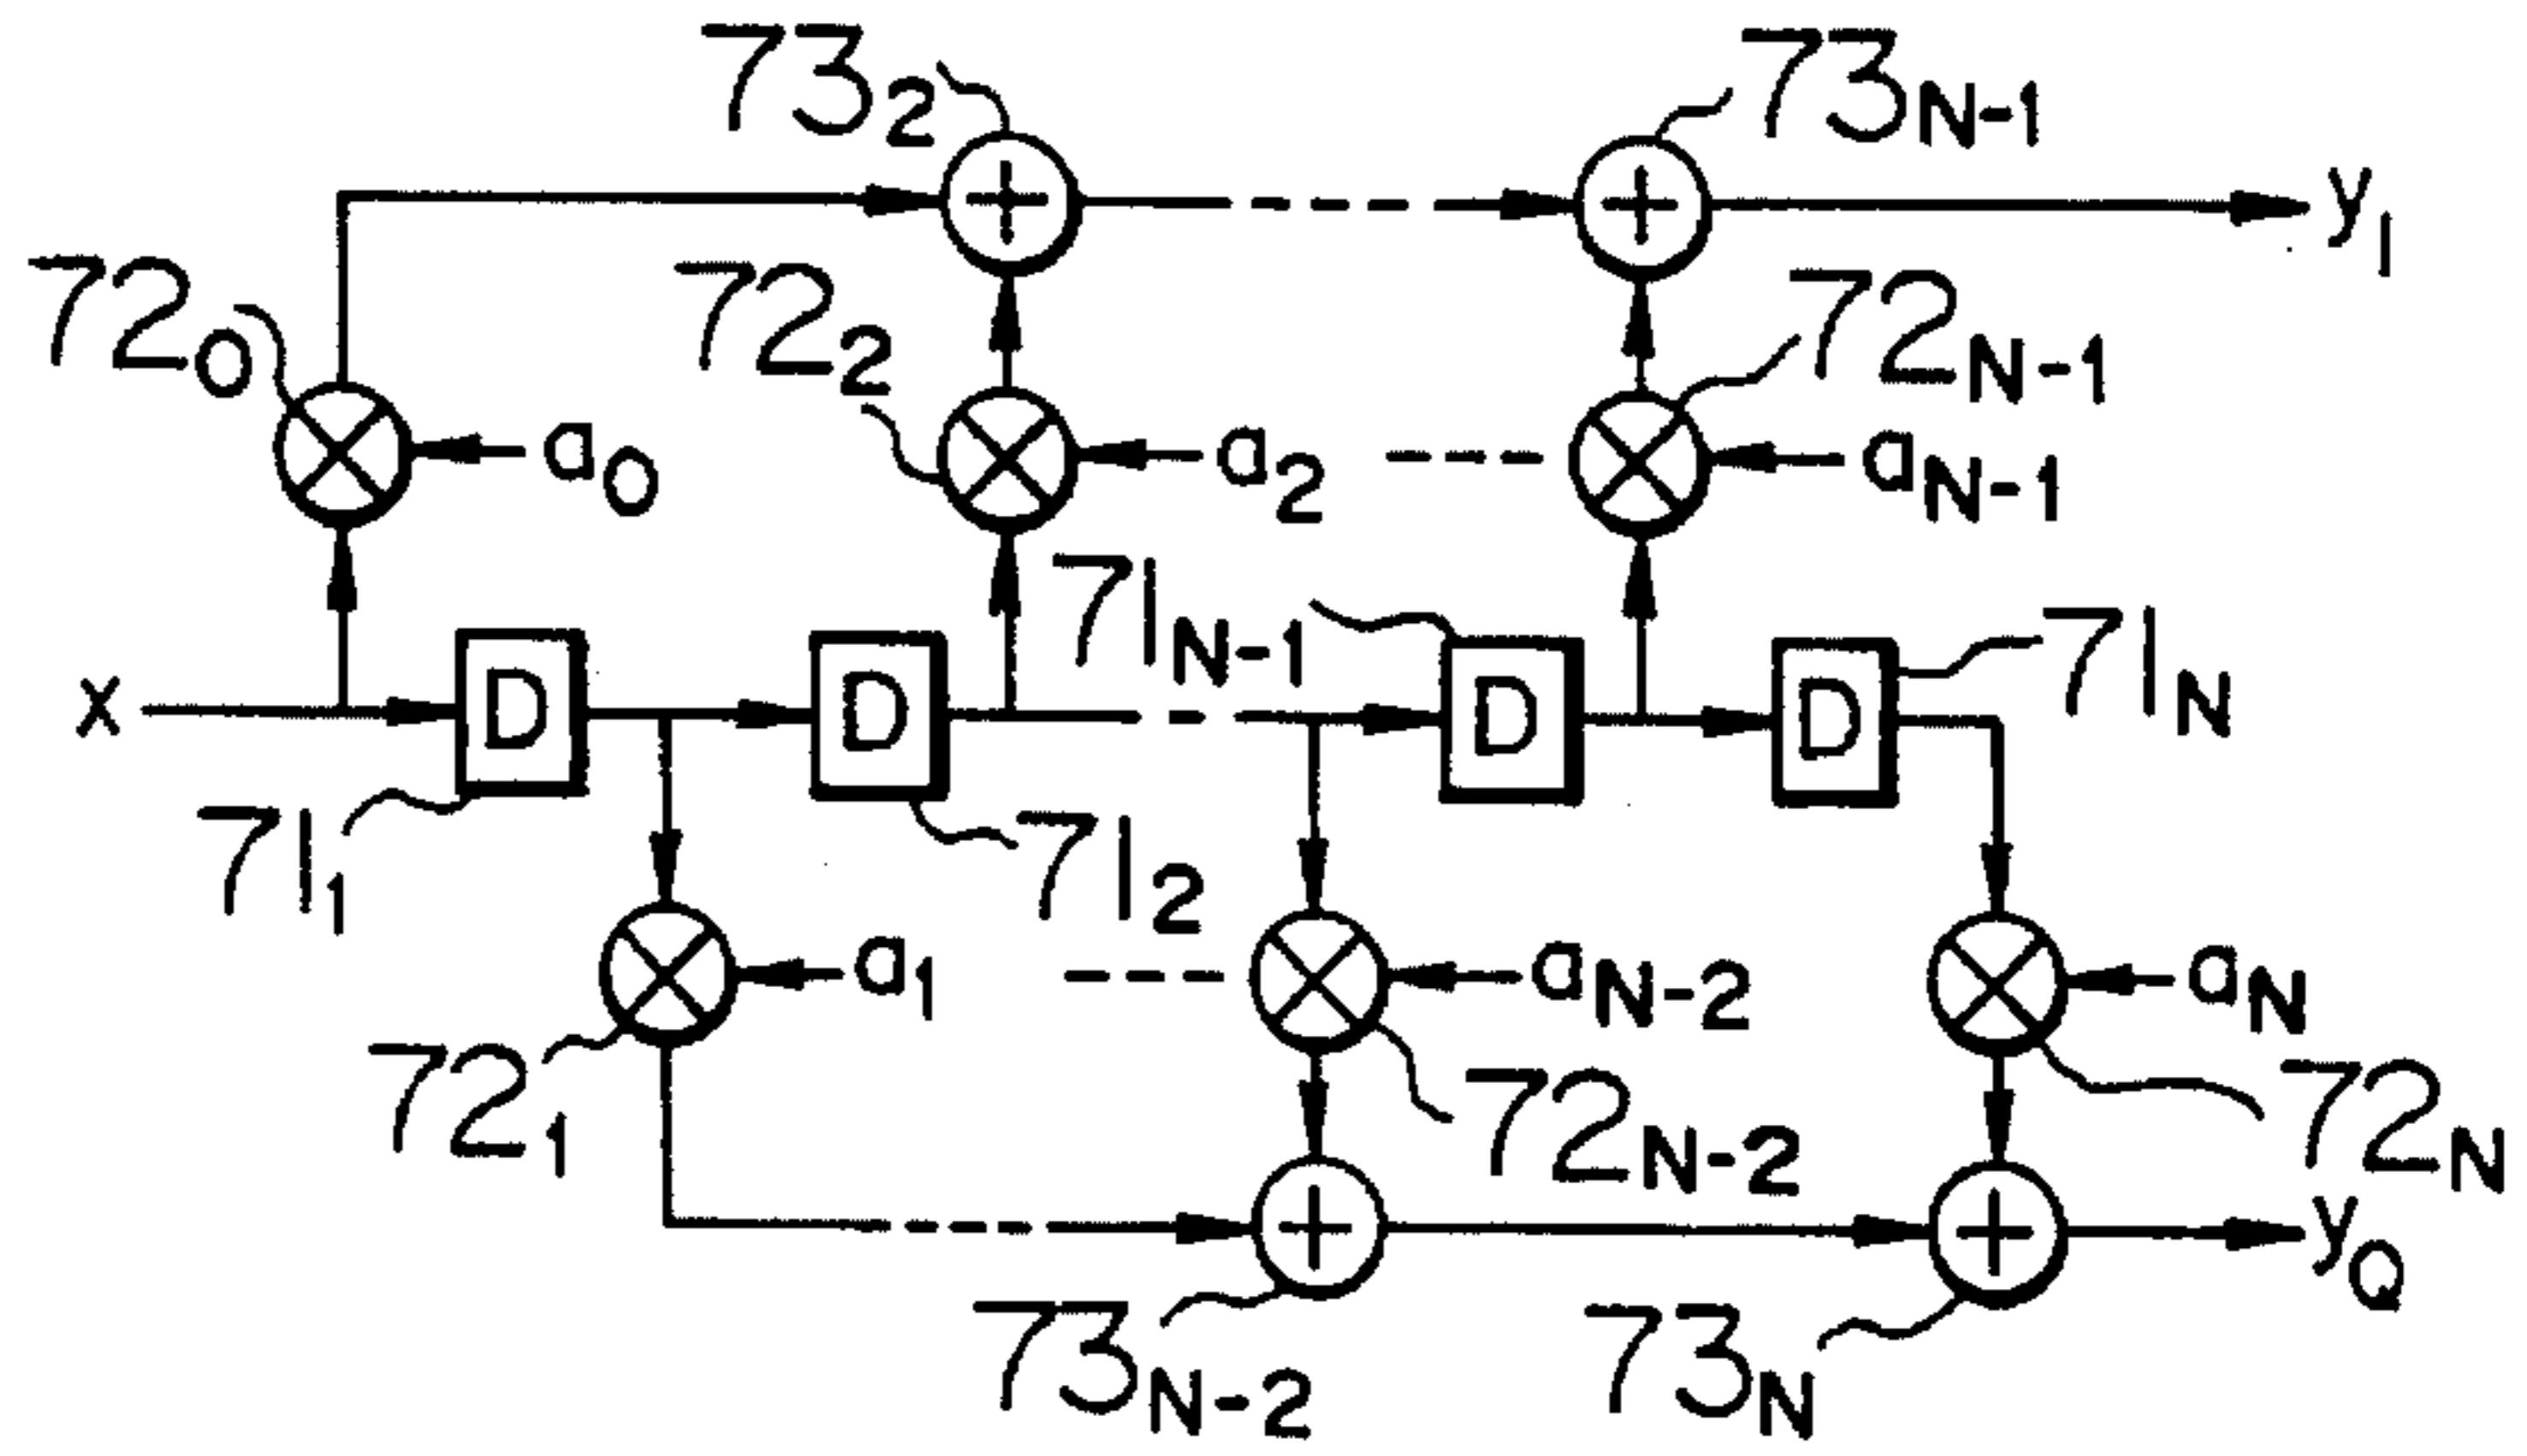 73₂
73N-1
yI
72₀
72₂
72N-1
a₀
a₂
aN-1
71N-1
71N
x
D
D
D
D
71₁
71₂
a₁
aN-2
aN
72₁
72N-2
72N
yQ
73N-2
73N